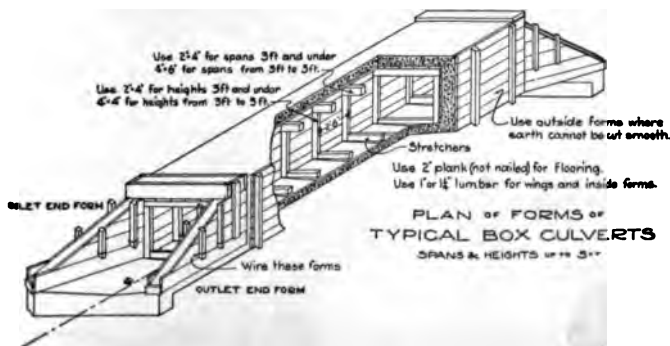 Use 2"x4" for spans 3ft and under
4"x6" for spans from 3ft to 5ft.
Use 2"x4" for heights 3ft and under
4"x4" for heights from 3ft to 5ft.
2'-0"
Use outside forms where
earth cannot be cut smooth.
Stretchers
Use 2" plank (not nailed) for Flooring.
Use 1" or 1½" lumber for wings and inside forms.
OULET END FORM
PLAN OF FORMS OF
TYPICAL BOX CULVERTS
SPANS & HEIGHTS UP TO 5FT
Wire these forms
OUTLET END FORM